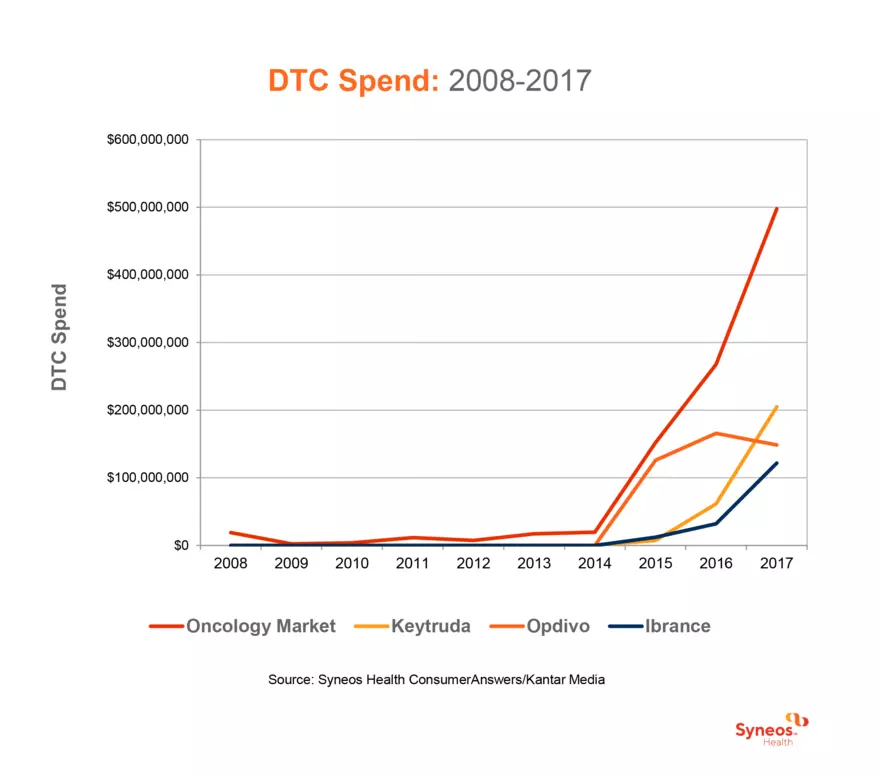 DTC Spend: 2008-2017
DTC Spend
$600,000,000
$500,000,000
$400,000,000
$300,000,000
$200,000,000
$100,000,000
$0
2008 2009 2010 2011 2012 2013 2014 2015 2016 2017
Oncology Market Keytruda Opdivo Ibrance
Source: Syneos Health ConsumerAnswers/Kantar Media
Syneos
Health